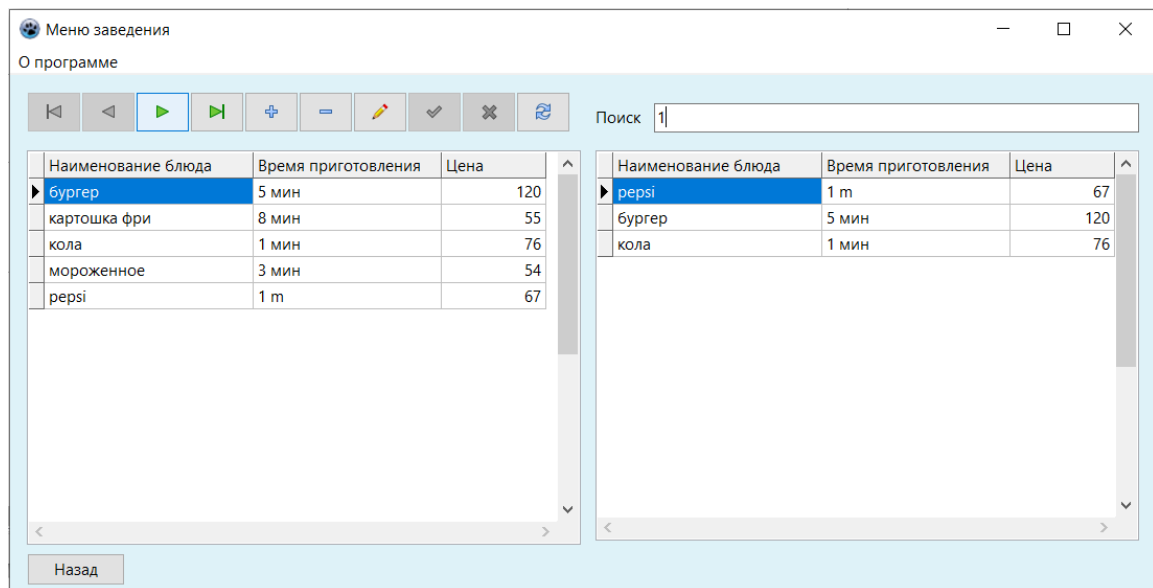 Меню заведения
О программе
Поиск 1
Наименование блюда Время приготовления Цена
бургер 5 мин 120
картошка фри 8 мин 55
кола 1 мин 76
мороженное 3 мин 54
pepsi 1 m 67
Наименование блюда Время приготовления Цена
pepsi 1 m 67
бургер 5 мин 120
кола 1 мин 76
Назад